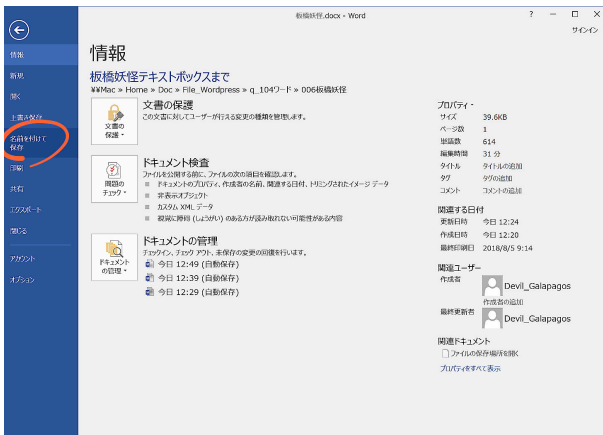 板橋妖怪.docx - Word
?
サインイン
情報
新規
開く
上書き保存
名前を付けて
保存
印刷
共有
エクスポート
閉じる
アカウント
オプション
情報
板橋妖怪テキストボックスまで
¥¥Mac » Home » Doc » File_Wordpress » q_104ワード » 006板橋妖怪
文書の
保護
文書の保護
この文書に対してユーザーが行える変更の種類を管理します。
問題の
チェック
ドキュメント検査
ファイルを公開する前に、ファイルの次の項目を確認します。
ドキュメントのプロパティ、作成者の名前、関連する日付、トリミングされたイメージ データ
非表示オブジェクト
カスタム XML データ
視覚に障碍 (しょうがい) のある方が読み取れない可能性がある内容
ドキュメント
の管理
ドキュメントの管理
チェックイン、チェック アウト、未保存の変更の回復を行います。
今日 12:49 (自動保存)
今日 12:39 (自動保存)
今日 12:29 (自動保存)
プロパティ
サイズ 39.6KB
ページ数 1
単語数 614
編集時間 31 分
タイトル タイトルの追加
タグ タグの追加
コメント コメントの追加
関連する日付
更新日時 今日 12:24
作成日時 今日 12:20
最終印刷日 2018/8/5 9:14
関連ユーザー
作成者 Devil_Galapagos
作成者の追加
最終更新者 Devil_Galapagos
関連ドキュメント
ファイルの保存場所を開く
プロパティをすべて表示